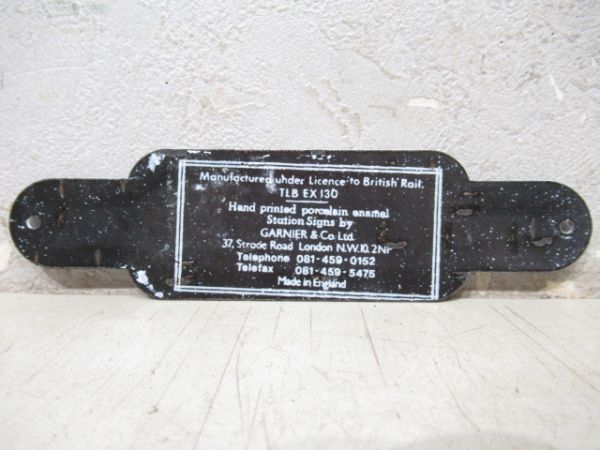 Manufactured under Licence to British Rail.
TLB EX 130
Hand printed porcelain enamel
Station Signs by
GARNIER & Co. Ltd.
37, Strode Road London N.W.10. 2NP
Telephone 081-459-0152
Telefax 081-459-5475
Made in England